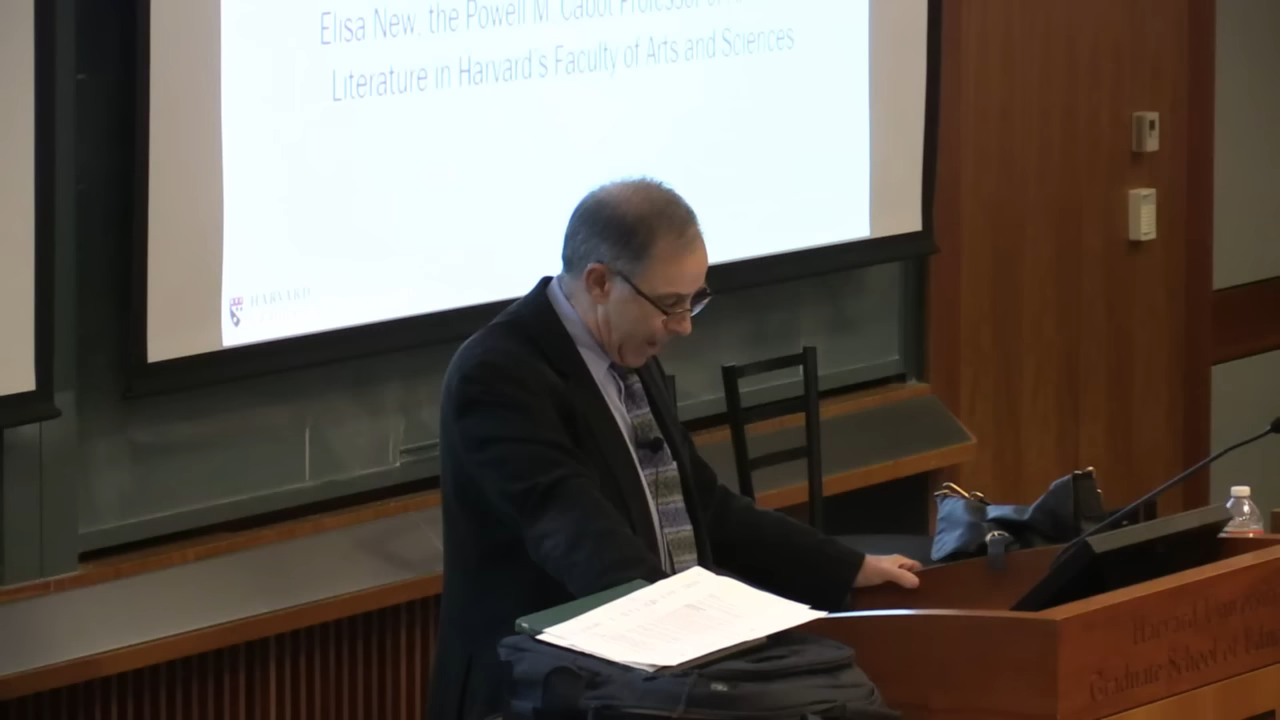 Elisa New, the Powell M Cabot Professor of
Literature in Harvard's Faculty of Arts and Sciences
HARVARD
Harvard University
Graduate School of